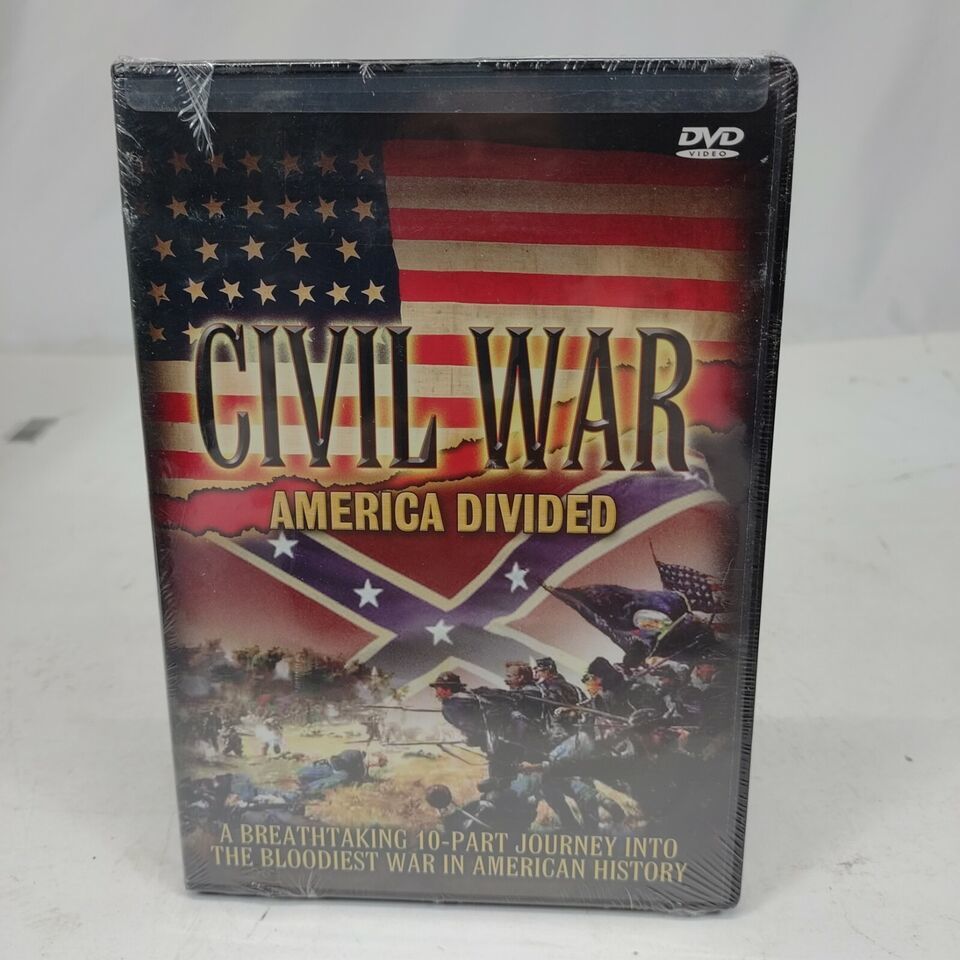 DVD
VIDEO
CIVIL WAR
AMERICA DIVIDED
A BREATHTAKING 10-PART JOURNEY INTO
THE BLOODIEST WAR IN AMERICAN HISTORY